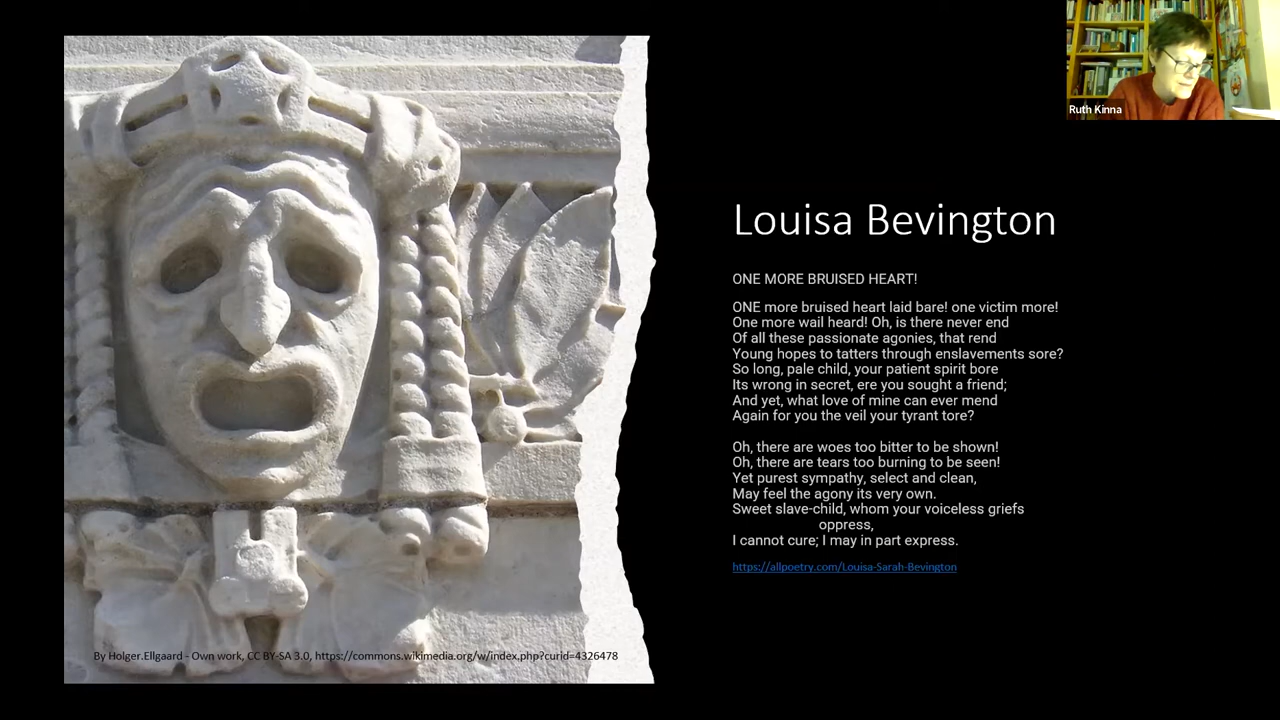 Ruth Kinna
Louisa Bevington
ONE MORE BRUISED HEART!
ONE more bruised heart laid bare! one victim more!
One more wail heard! Oh, is there never end
Of all these passionate agonies, that rend
Young hopes to tatters through enslavements sore?
So long, pale child, your patient spirit bore
Its wrong in secret, ere you sought a friend;
And yet, what love of mine can ever mend
Again for you the veil your tyrant tore?
Oh, there are woes too bitter to be shown!
Oh, there are tears too burning to be seen!
Yet purest sympathy, select and clean,
May feel the agony its very own.
Sweet slave-child, whom your voiceless griefs
oppress,
I cannot cure; I may in part express.
https://allpoetry.com/Louisa-Sarah-Bevington
By Holger.Ellgaard - Own work, CC BY-SA 3.0, https://commons.wikimedia.org/w/index.php?curid=4326478